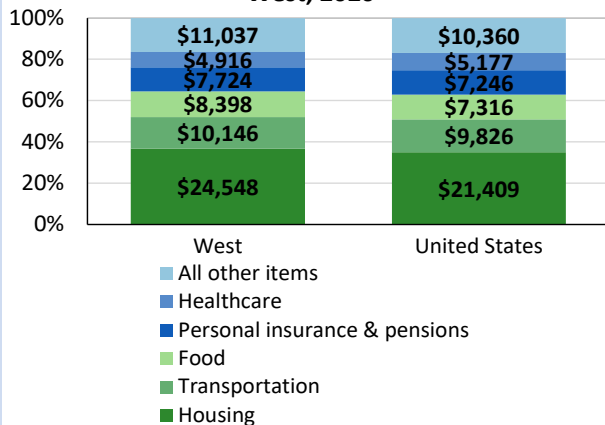 100%
80%
60%
40%
20%
0%
$11,037
$4,916
$7,724
$8,398
$10,146
$24,548
$10,360
$5,177
$7,246
$7,316
$9,826
$21,409
West
United States
All other items
Healthcare
Personal insurance & pensions
Food
Transportation
Housing